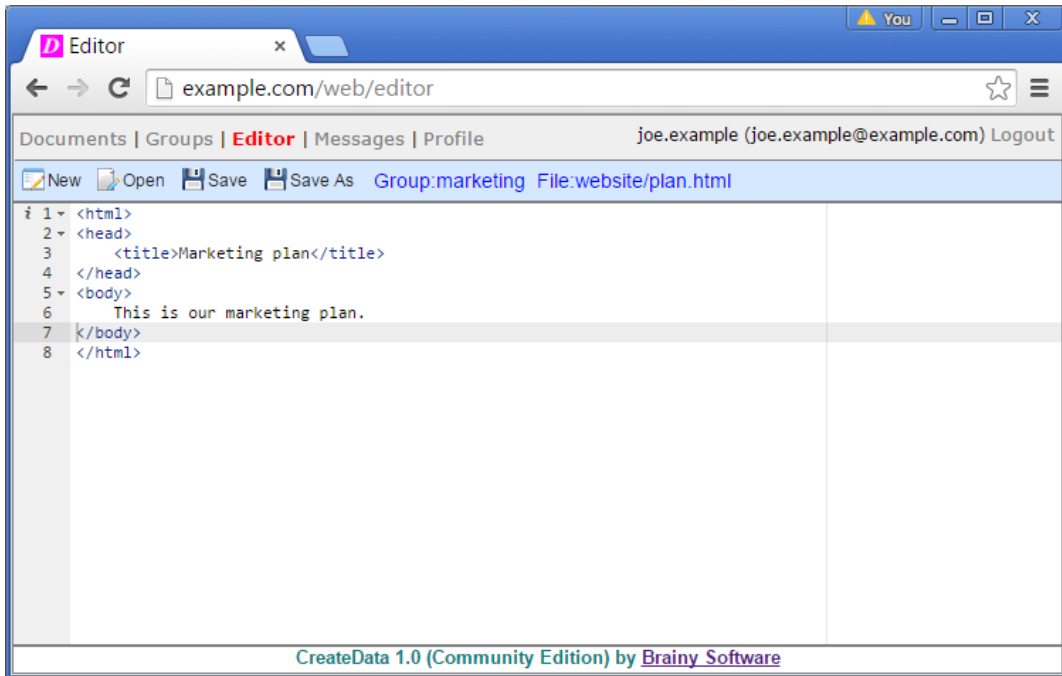 You
D Editor ×
example.com/web/editor
Documents | Groups | Editor | Messages | Profile joe.example (joe.example@example.com) Logout
New Open Save Save As Group:marketing File:website/plan.html
i 1 <html>
2 <head>
3     <title>Marketing plan</title>
4 </head>
5 <body>
6     This is our marketing plan.
7 </body>
8 </html>
CreateData 1.0 (Community Edition) by Brainy Software